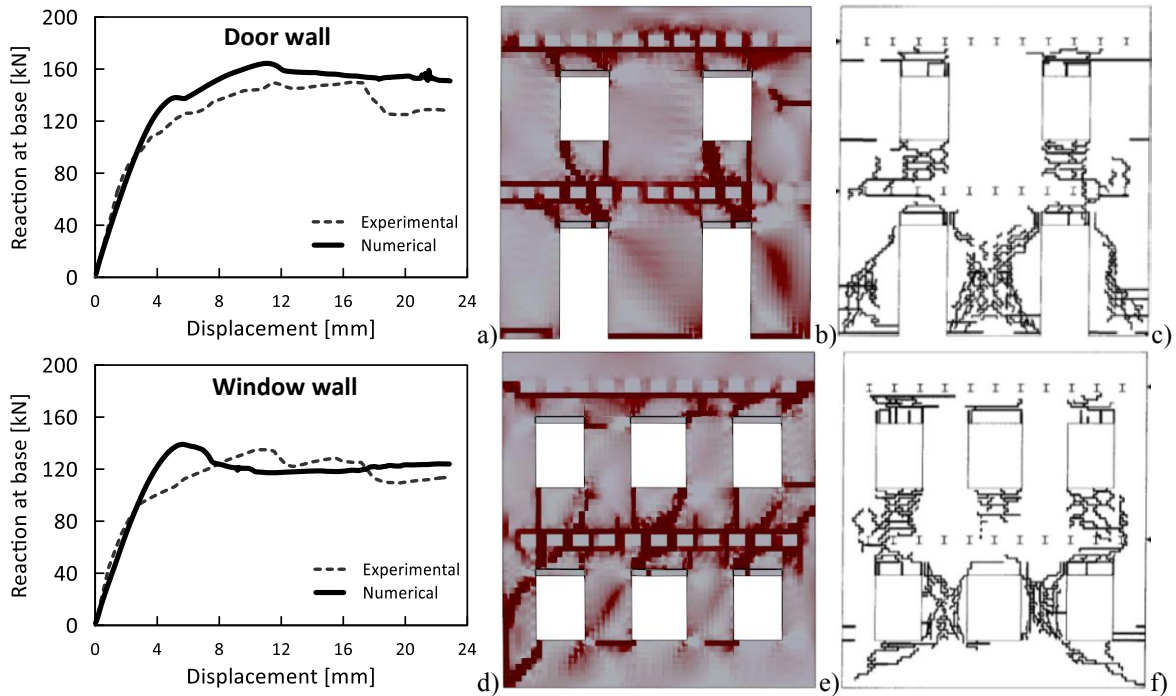 Door wall
Reaction at base [kN]
200
160
120
80
40
0
Experimental
Numerical
0 4 8 12 16 20 24
Displacement [mm]
a)
b)
c)
Window wall
Reaction at base [kN]
200
160
120
80
40
0
Experimental
Numerical
0 4 8 12 16 20 24
Displacement [mm]
d)
e)
f)